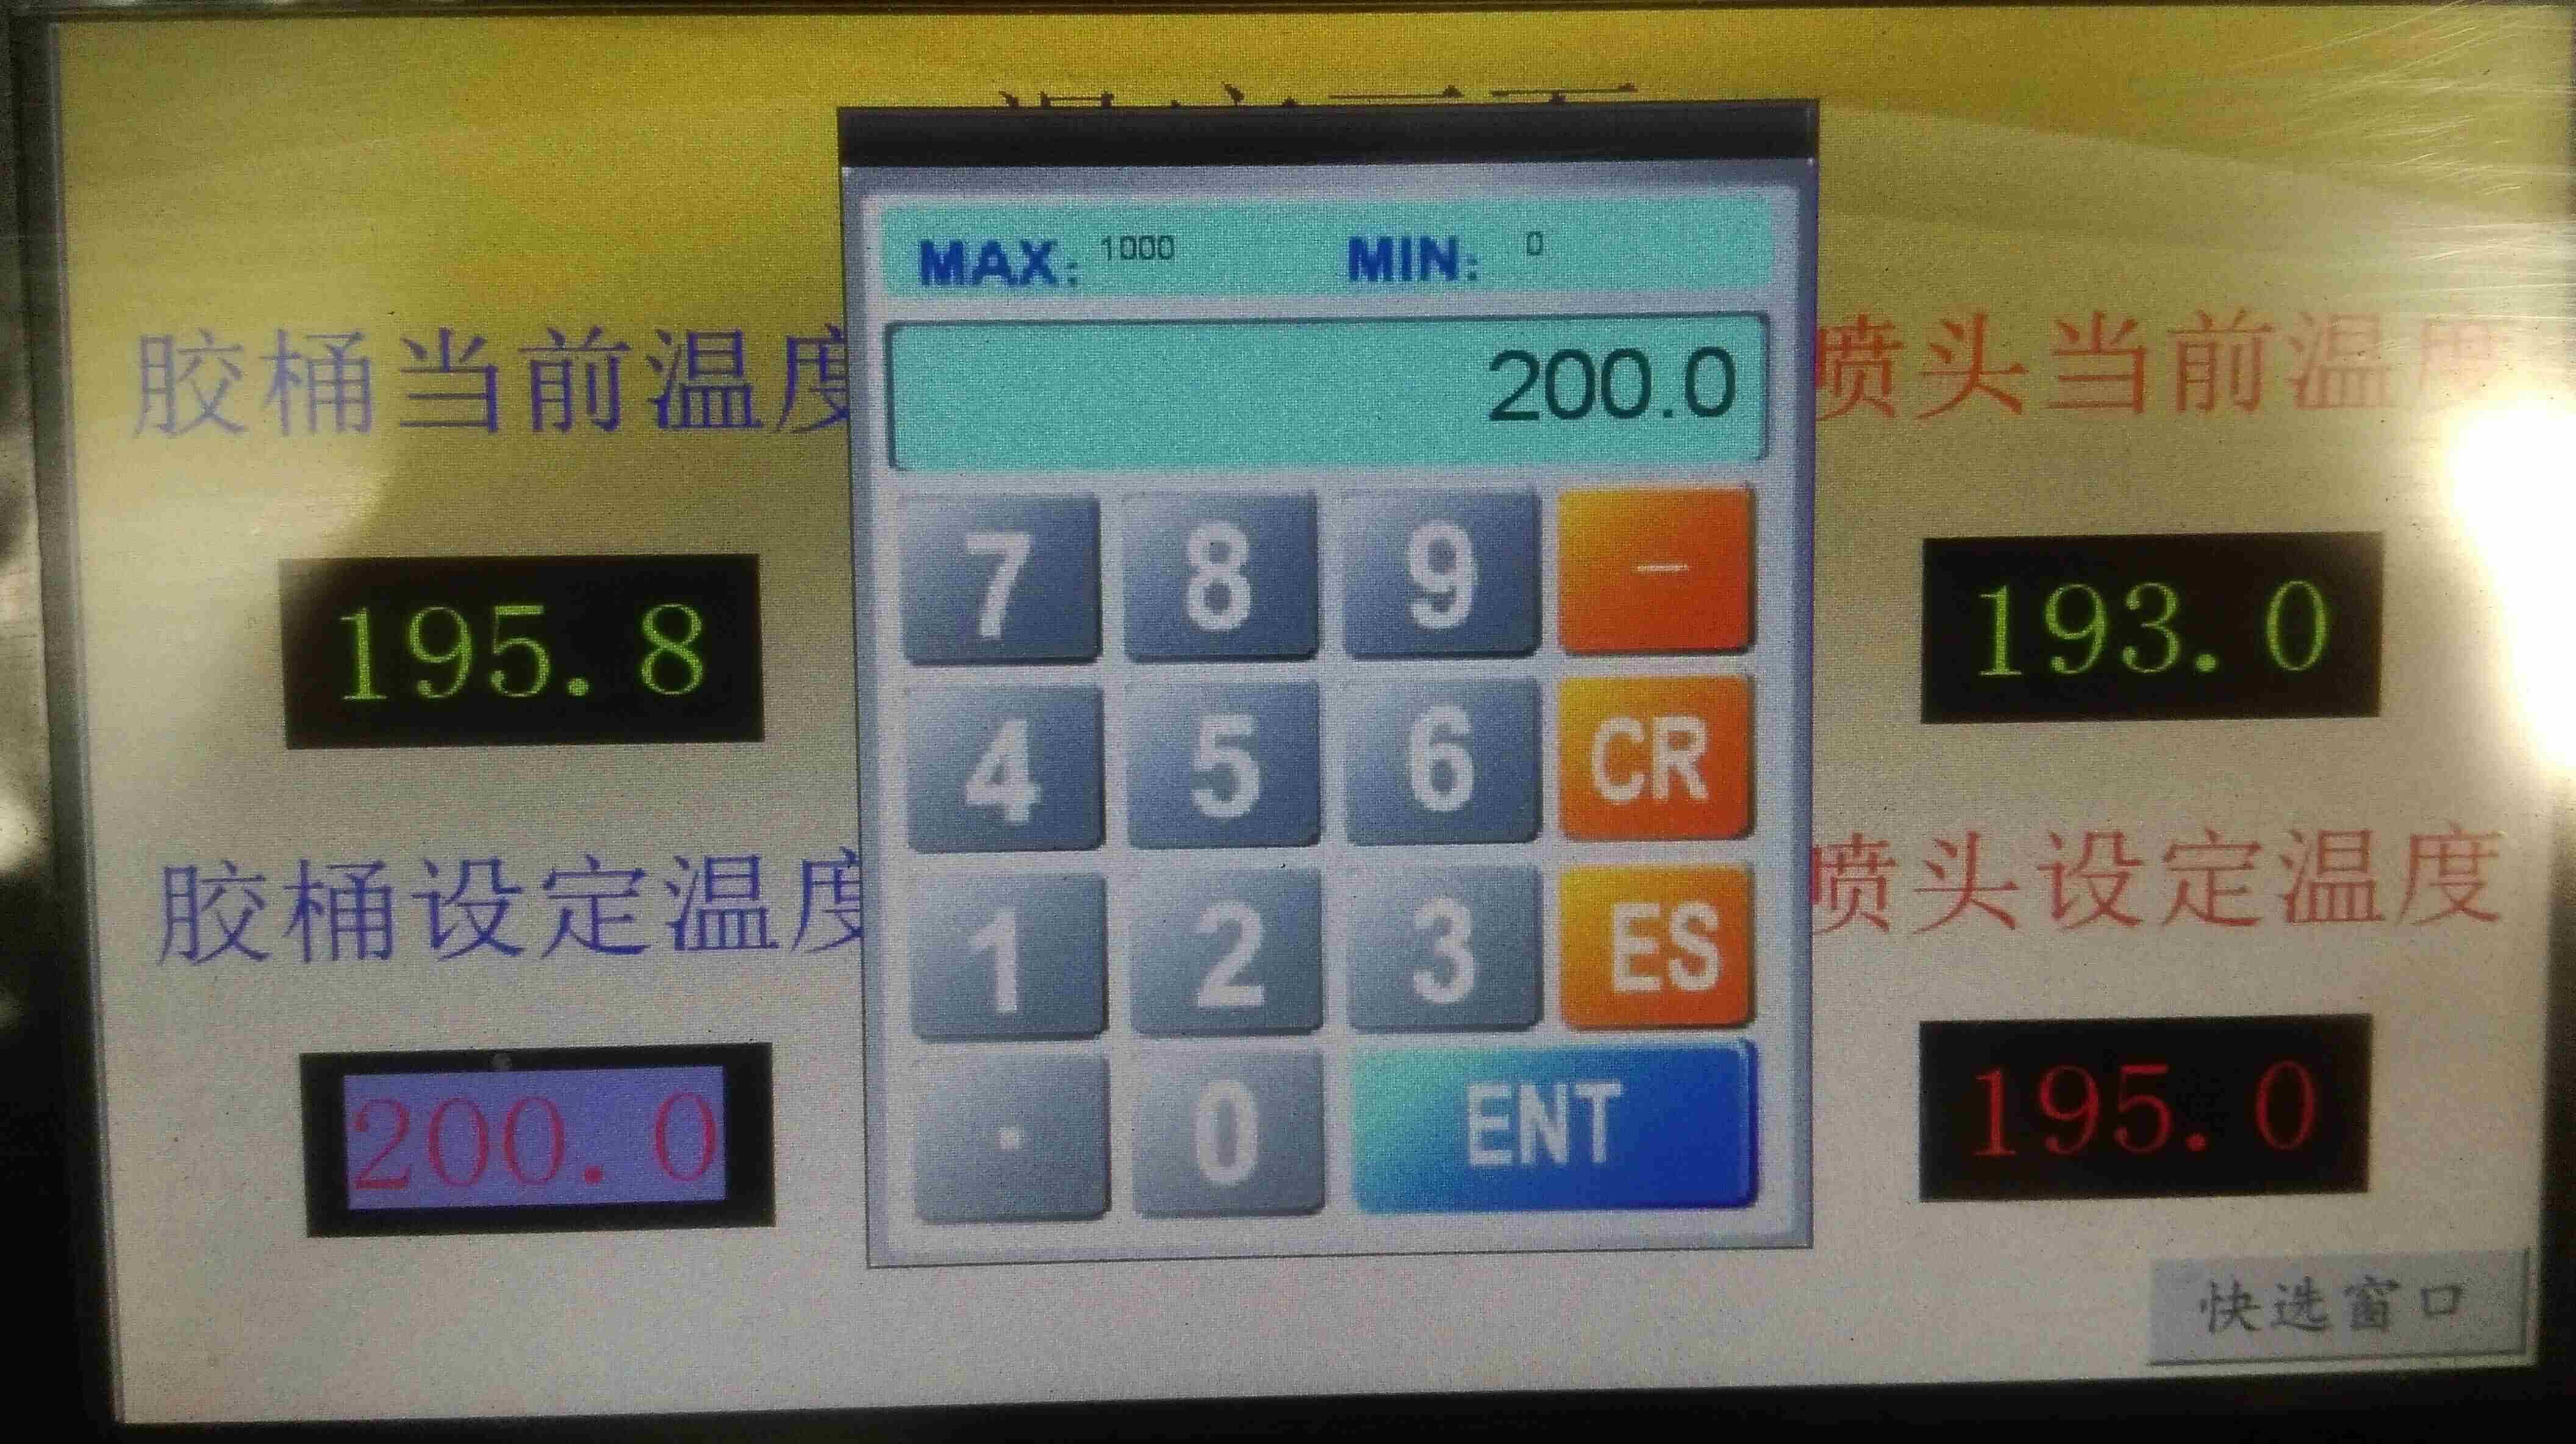 MAX: 1000 MIN: 0
200.0
胶桶当前温度
喷头当前温度
195.8
193.0
7 8 9 —
4 5 6 CR
1 2 3 ES
. 0 ENT
胶桶设定温度
喷头设定温度
200.0
195.0
快选窗口